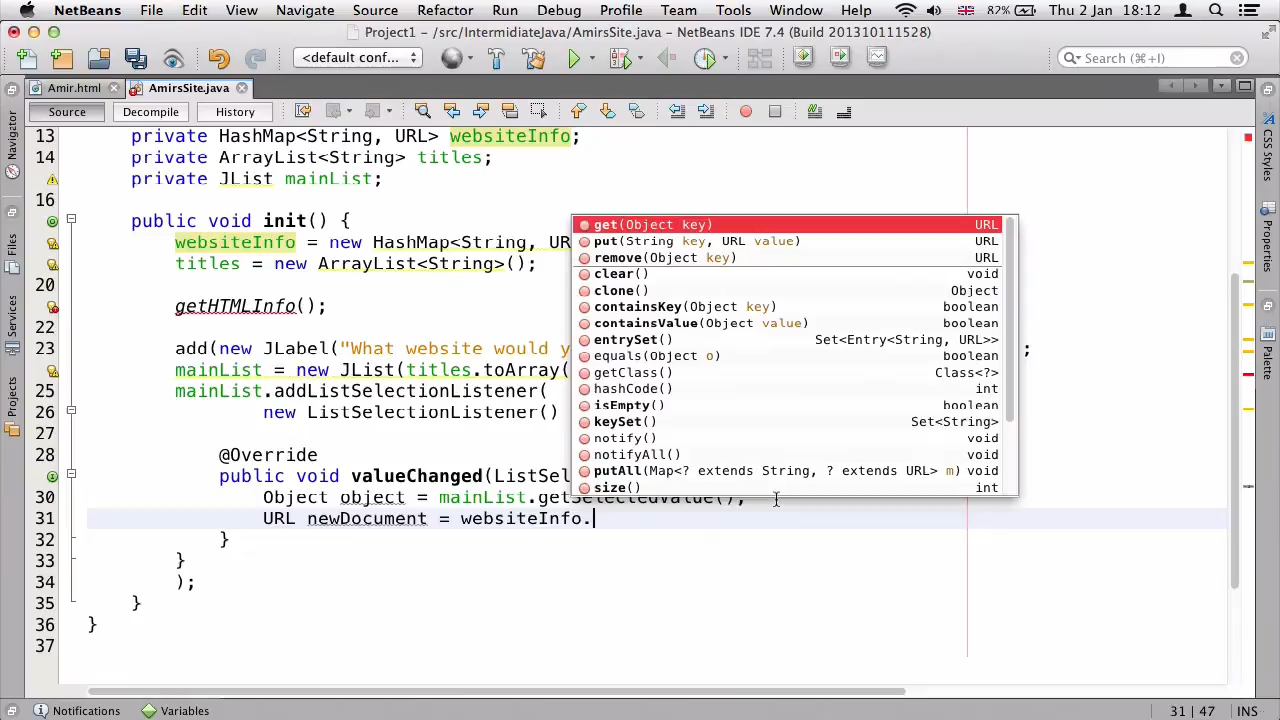 NetBeans File Edit View Navigate Source Refactor Run Debug Profile Team Tools Window Help 82% Thu 2 Jan 18:12
Project1 - /src/IntermidiateJava/AmirsSite.java - NetBeans IDE 7.4 (Build 201310111528)
<default conf... Search (⌘+I)
Amir.html AmirsSite.java
Source Decompile History
Navigator
Files
Services
Projects
CSS Styles
Properties
Palette
13 private HashMap<String, URL> websiteInfo;
14 private ArrayList<String> titles;
private JList mainList;
16
public void init() {
websiteInfo = new HashMap<String, UR
titles = new ArrayList<String>();
20
getHTMLInfo();
22
23 add(new JLabel("What website would y ;
mainList = new JList(titles.toArray(
25 mainList.addListSelectionListener(
26 new ListSelectionListener()
27
28 @Override
public void valueChanged(ListSel
30 Object object = mainList.getSelectedValue();
31 URL newDocument = websiteInfo.
32 }
33 }
34 );
35 }
36 }
37
get(Object key) URL
put(String key, URL value) URL
remove(Object key) URL
clear() void
clone() Object
containsKey(Object key) boolean
containsValue(Object value) boolean
entrySet() Set<Entry<String, URL>>
equals(Object o) boolean
getClass() Class<?>
hashCode() int
isEmpty() boolean
keySet() Set<String>
notify() void
notifyAll() void
putAll(Map<? extends String, ? extends URL> m) void
size() int
Notifications Variables 31 | 47 INS